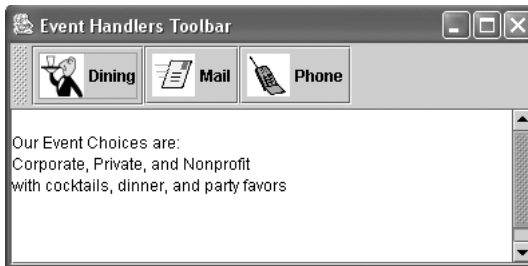 Event Handlers Toolbar
Dining Mail Phone
Our Event Choices are:
Corporate, Private, and Nonprofit
with cocktails, dinner, and party favors